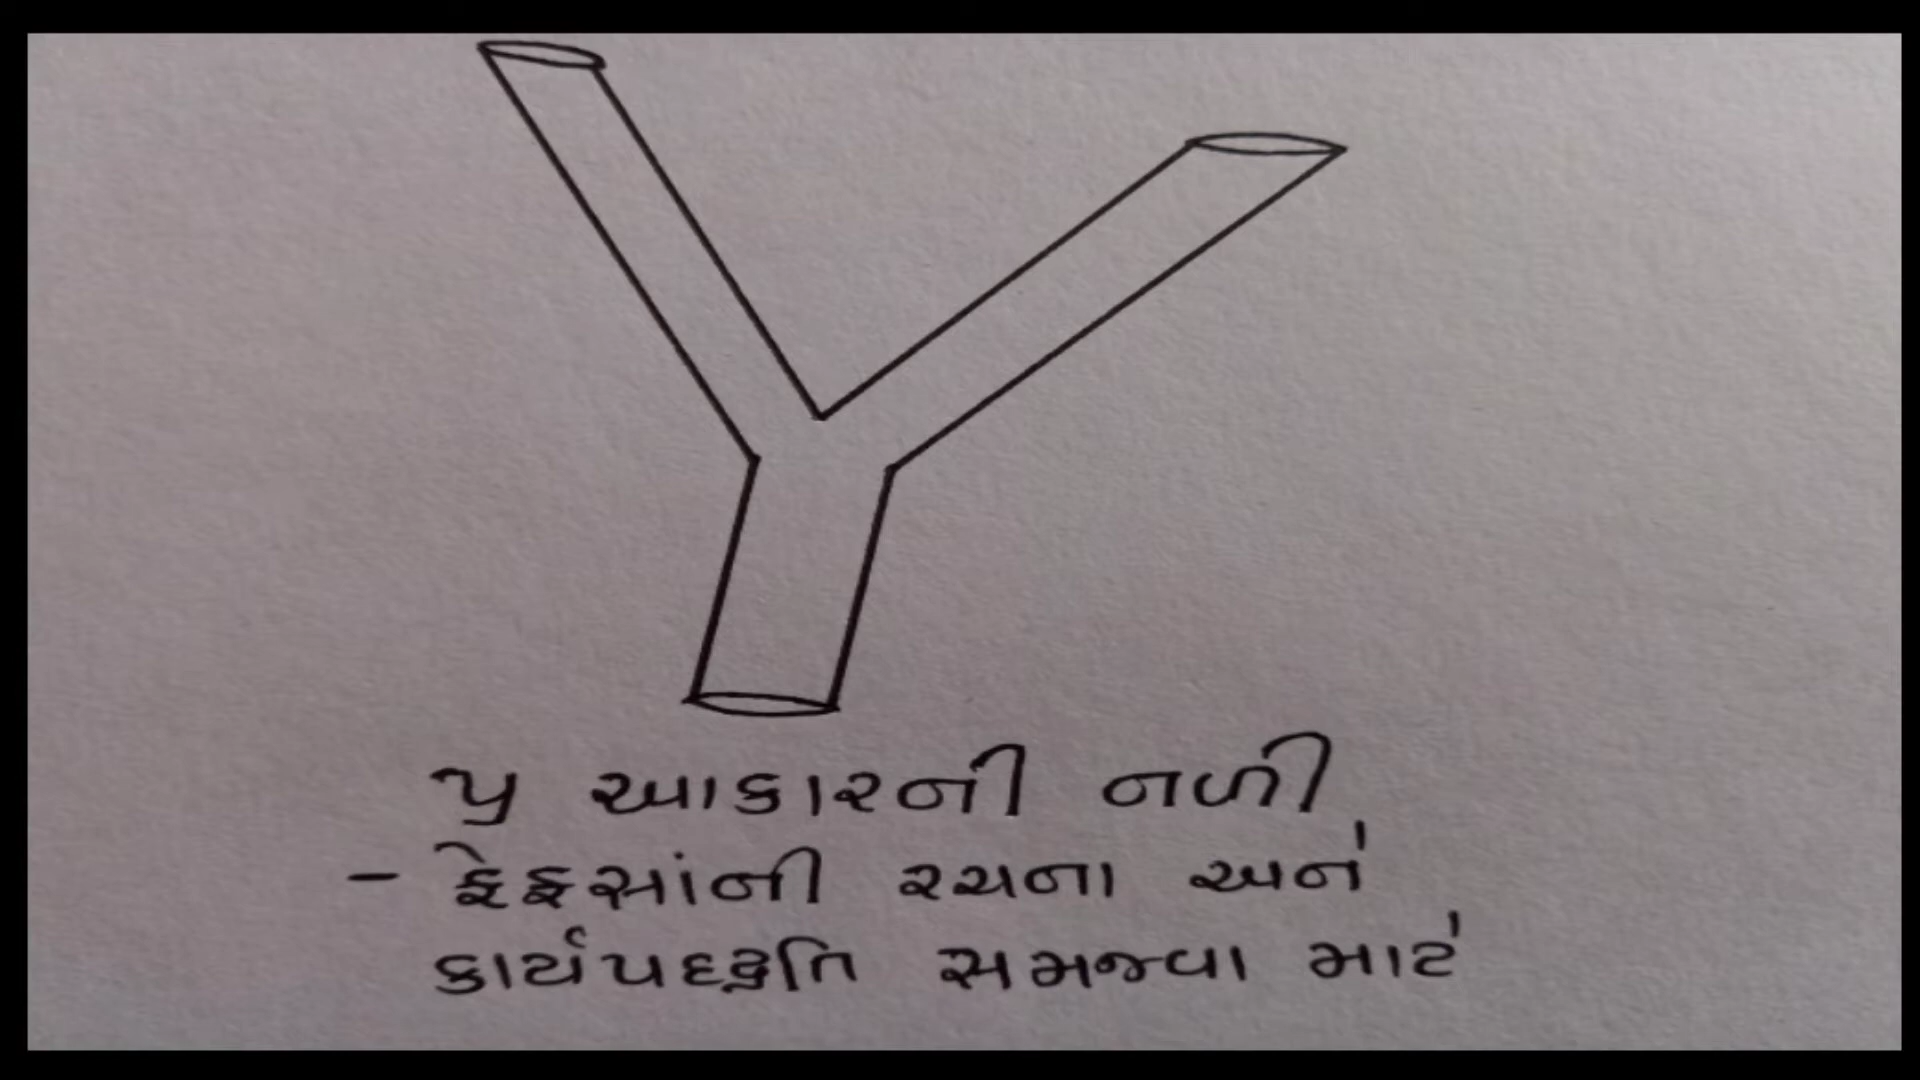 પુ આકારની નળી
- ફેફસાંની રચના અને
કાર્યપદ્ધતિ સમજવા માટે